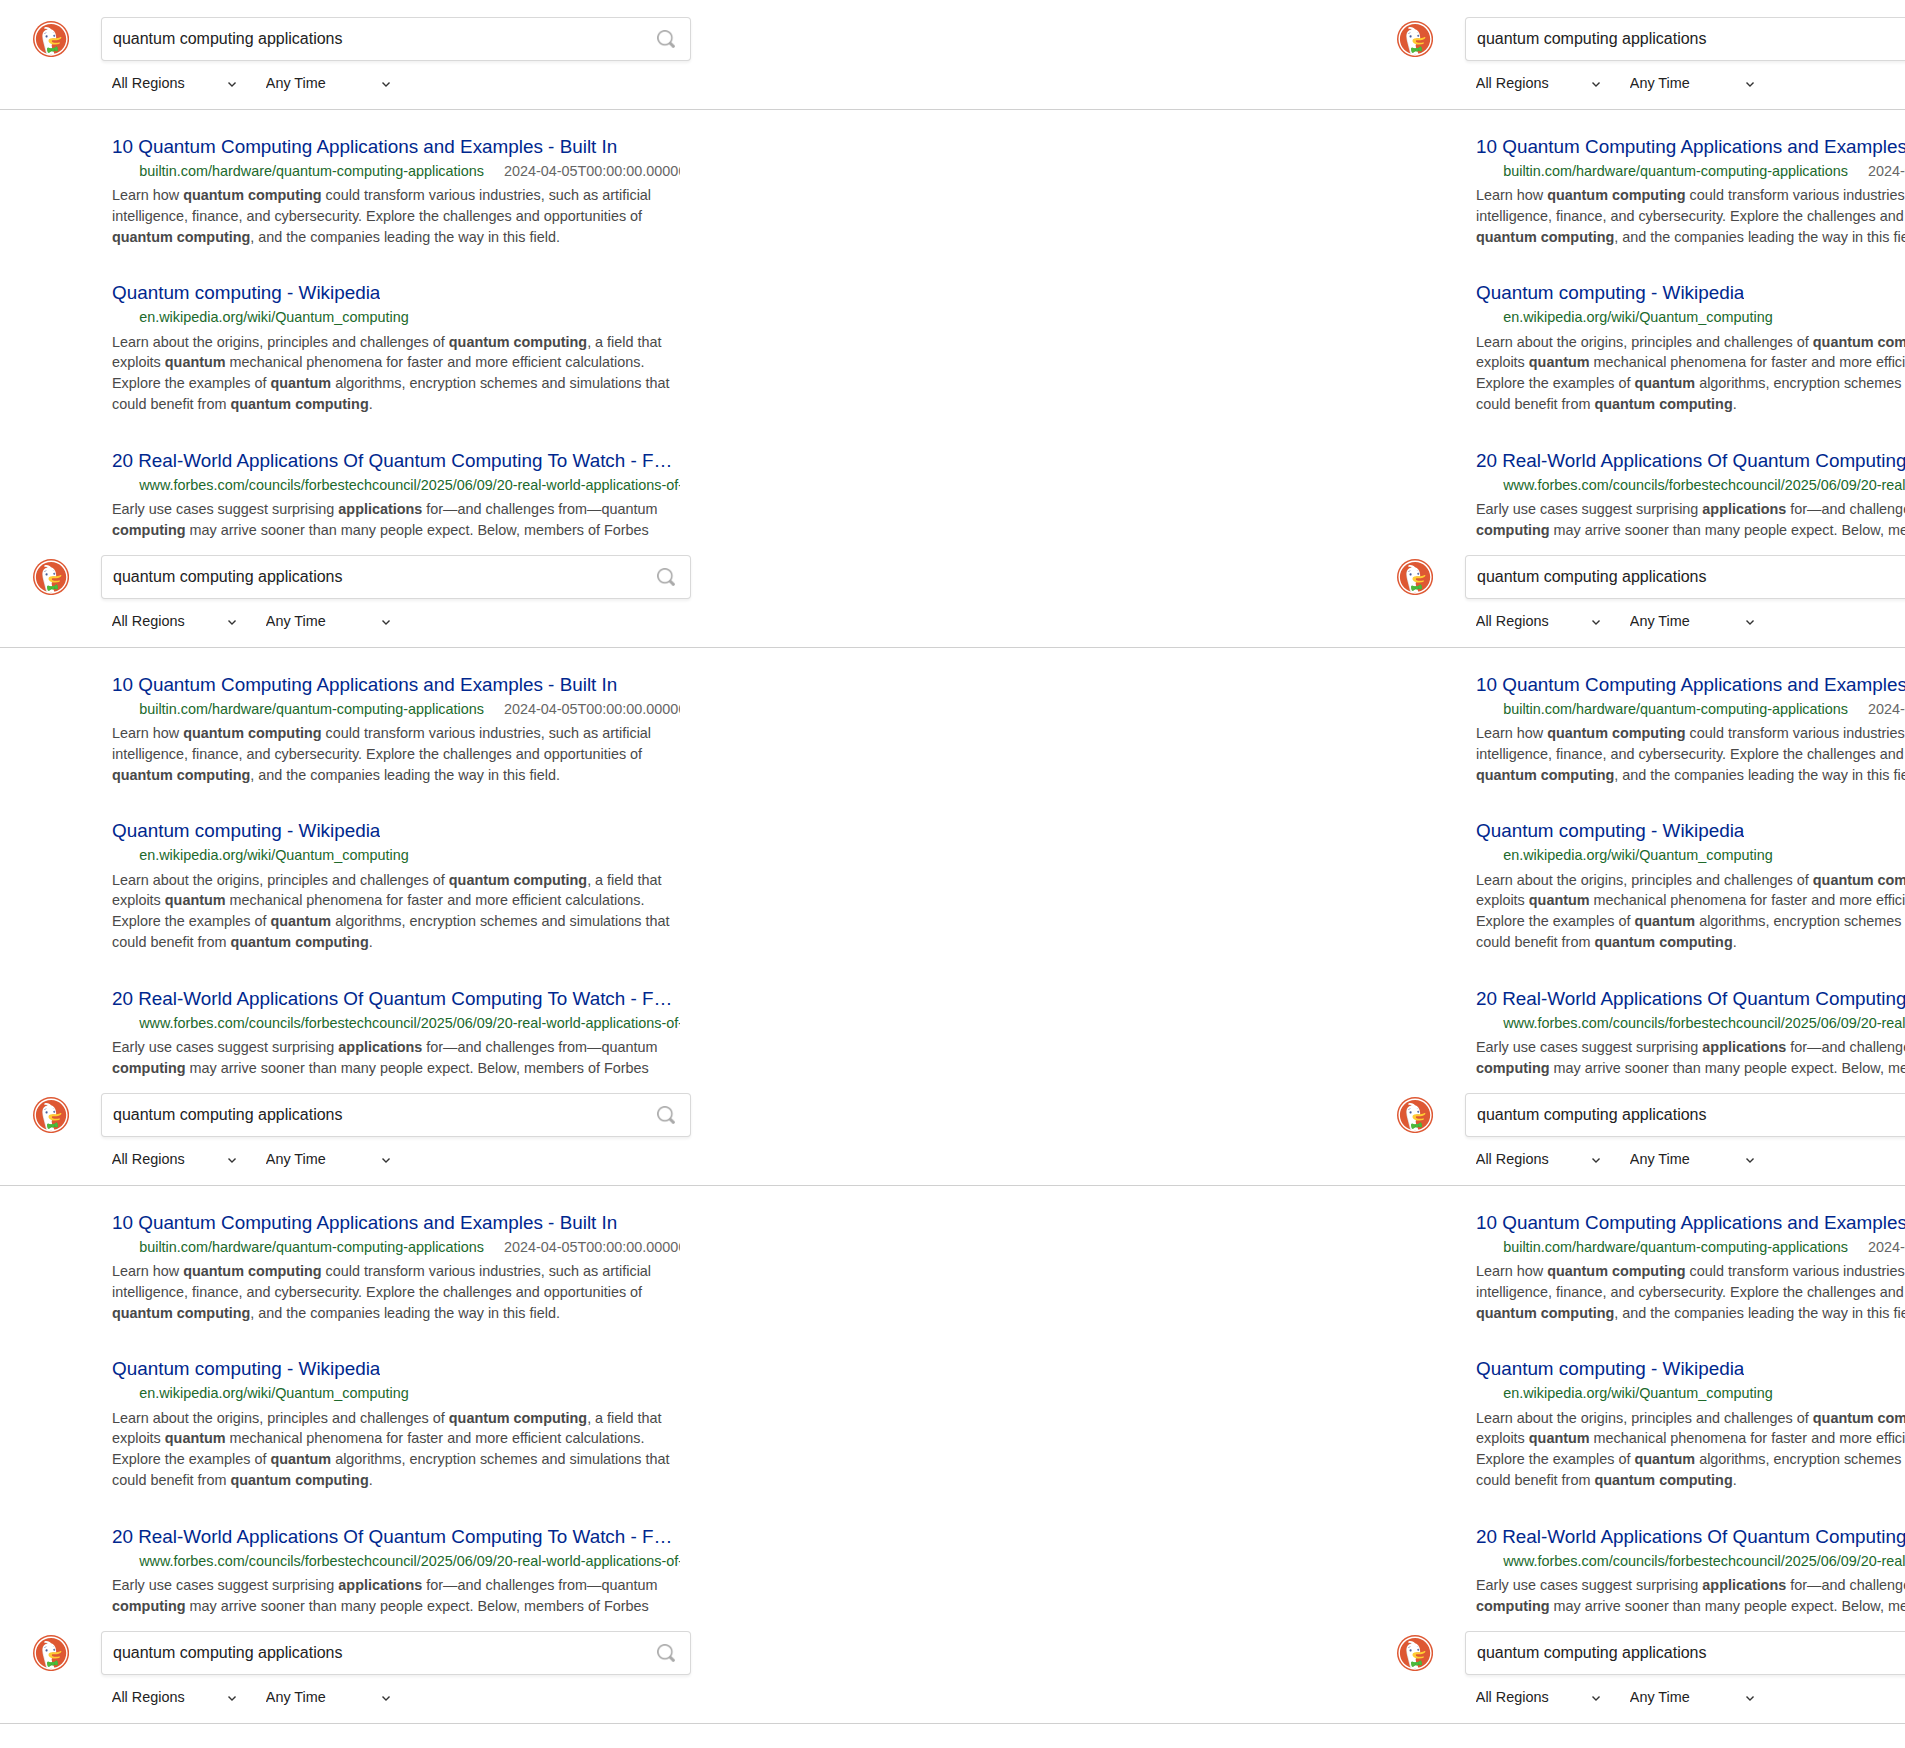 quantum computing applications
All Regions Any Time
10 Quantum Computing Applications and Examples - Built In
builtin.com/hardware/quantum-computing-applications 2024-04-05T00:00:00.0000
Learn how quantum computing could transform various industries, such as artificial
intelligence, finance, and cybersecurity. Explore the challenges and opportunities of
quantum computing, and the companies leading the way in this field.
Quantum computing - Wikipedia
en.wikipedia.org/wiki/Quantum_computing
Learn about the origins, principles and challenges of quantum computing, a field that
exploits quantum mechanical phenomena for faster and more efficient calculations.
Explore the examples of quantum algorithms, encryption schemes and simulations that
could benefit from quantum computing.
20 Real-World Applications Of Quantum Computing To Watch - F…
www.forbes.com/councils/forbestechcouncil/2025/06/09/20-real-world-applications-of-
Early use cases suggest surprising applications for—and challenges from—quantum
computing may arrive sooner than many people expect. Below, members of Forbes
quantum computing applications
All Regions Any Time
10 Quantum Computing Applications and Examples - Built In
builtin.com/hardware/quantum-computing-applications 2024-04-05T00:00:00.0000
Learn how quantum computing could transform various industries, such as artificial
intelligence, finance, and cybersecurity. Explore the challenges and opportunities of
quantum computing, and the companies leading the way in this field.
Quantum computing - Wikipedia
en.wikipedia.org/wiki/Quantum_computing
Learn about the origins, principles and challenges of quantum computing, a field that
exploits quantum mechanical phenomena for faster and more efficient calculations.
Explore the examples of quantum algorithms, encryption schemes and simulations that
could benefit from quantum computing.
20 Real-World Applications Of Quantum Computing To Watch - F…
www.forbes.com/councils/forbestechcouncil/2025/06/09/20-real-world-applications-of-
Early use cases suggest surprising applications for—and challenges from—quantum
computing may arrive sooner than many people expect. Below, members of Forbes
quantum computing applications
All Regions Any Time
10 Quantum Computing Applications and Examples - Built In
builtin.com/hardware/quantum-computing-applications 2024-04-05T00:00:00.0000
Learn how quantum computing could transform various industries, such as artificial
intelligence, finance, and cybersecurity. Explore the challenges and opportunities of
quantum computing, and the companies leading the way in this field.
Quantum computing - Wikipedia
en.wikipedia.org/wiki/Quantum_computing
Learn about the origins, principles and challenges of quantum computing, a field that
exploits quantum mechanical phenomena for faster and more efficient calculations.
Explore the examples of quantum algorithms, encryption schemes and simulations that
could benefit from quantum computing.
20 Real-World Applications Of Quantum Computing To Watch - F…
www.forbes.com/councils/forbestechcouncil/2025/06/09/20-real-world-applications-of-
Early use cases suggest surprising applications for—and challenges from—quantum
computing may arrive sooner than many people expect. Below, members of Forbes
quantum computing applications
All Regions Any Time
quantum computing applications
All Regions Any Time
10 Quantum Computing Applications and Examples
builtin.com/hardware/quantum-computing-applications 2024-
Learn how quantum computing could transform various industries
intelligence, finance, and cybersecurity. Explore the challenges and
quantum computing, and the companies leading the way in this
Quantum computing - Wikipedia
en.wikipedia.org/wiki/Quantum_computing
Learn about the origins, principles and challenges of quantum
exploits quantum mechanical phenomena for faster and more
Explore the examples of quantum algorithms, encryption schemes
could benefit from quantum computing.
20 Real-World Applications Of Quantum Computing
www.forbes.com/councils/forbestechcouncil/2025/06/09/20-real
Early use cases suggest surprising applications for—and
computing may arrive sooner than many people expect. Below,
quantum computing applications
All Regions Any Time
10 Quantum Computing Applications and Examples
builtin.com/hardware/quantum-computing-applications 2024-
Learn how quantum computing could transform various industries
intelligence, finance, and cybersecurity. Explore the challenges and
quantum computing, and the companies leading the way in this
Quantum computing - Wikipedia
en.wikipedia.org/wiki/Quantum_computing
Learn about the origins, principles and challenges of quantum
exploits quantum mechanical phenomena for faster and more
Explore the examples of quantum algorithms, encryption schemes
could benefit from quantum computing.
20 Real-World Applications Of Quantum Computing
www.forbes.com/councils/forbestechcouncil/2025/06/09/20-real
Early use cases suggest surprising applications for—and
computing may arrive sooner than many people expect. Below,
quantum computing applications
All Regions Any Time
10 Quantum Computing Applications and Examples
builtin.com/hardware/quantum-computing-applications 2024-
Learn how quantum computing could transform various industries
intelligence, finance, and cybersecurity. Explore the challenges and
quantum computing, and the companies leading the way in this
Quantum computing - Wikipedia
en.wikipedia.org/wiki/Quantum_computing
Learn about the origins, principles and challenges of quantum
exploits quantum mechanical phenomena for faster and more
Explore the examples of quantum algorithms, encryption schemes
could benefit from quantum computing.
20 Real-World Applications Of Quantum Computing
www.forbes.com/councils/forbestechcouncil/2025/06/09/20-real
Early use cases suggest surprising applications for—and
computing may arrive sooner than many people expect. Below,
quantum computing applications
All Regions Any Time